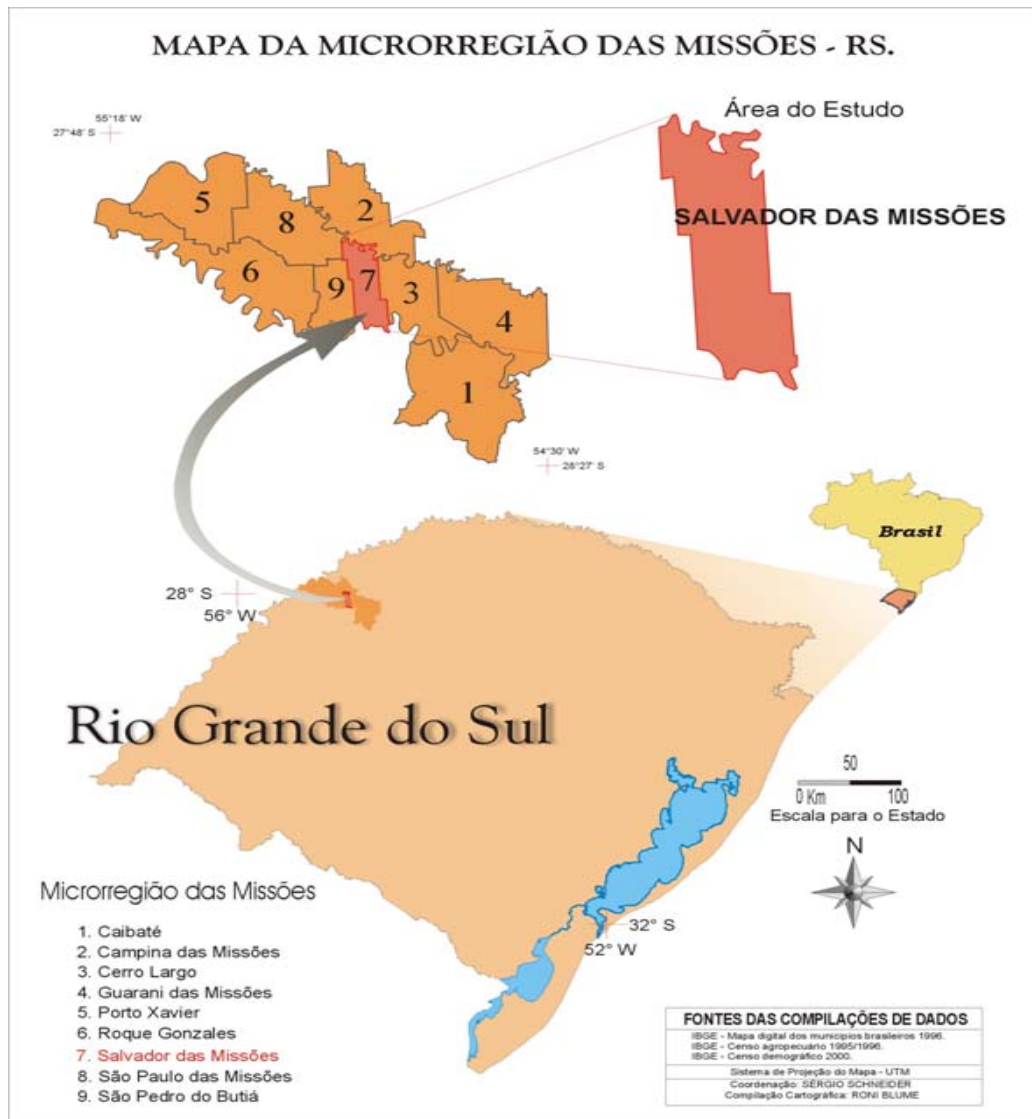 MAPA DA MICRORREGIÃO DAS MISSÕES - RS.
55°18' W
27°48' S
Área do Estudo
SALVADOR DAS MISSÕES
5
8
2
6
9
7
3
4
1
54°30' W
28°27' S
Brasil
28° S
56° W
Rio Grande do Sul
50
0 Km 100
Escala para o Estado
N
32° S
52° W
Microrregião das Missões
1. Caibaté
2. Campina das Missões
3. Cerro Largo
4. Guarani das Missões
5. Porto Xavier
6. Roque Gonzales
7. Salvador das Missões
8. São Paulo das Missões
9. São Pedro do Butiá
FONTES DAS COMPILAÇÕES DE DADOS
IBGE - Mapa digital dos municipios brasileiros 1996.
IBGE - Censo agropecuário 1995/1996.
IBGE - Censo demográfico 2000.
Sistema de Projeção do Mapa - UTM
Coordenação: SÉRGIO SCHNEIDER
Compilação Cartográfica: RONI BLUME